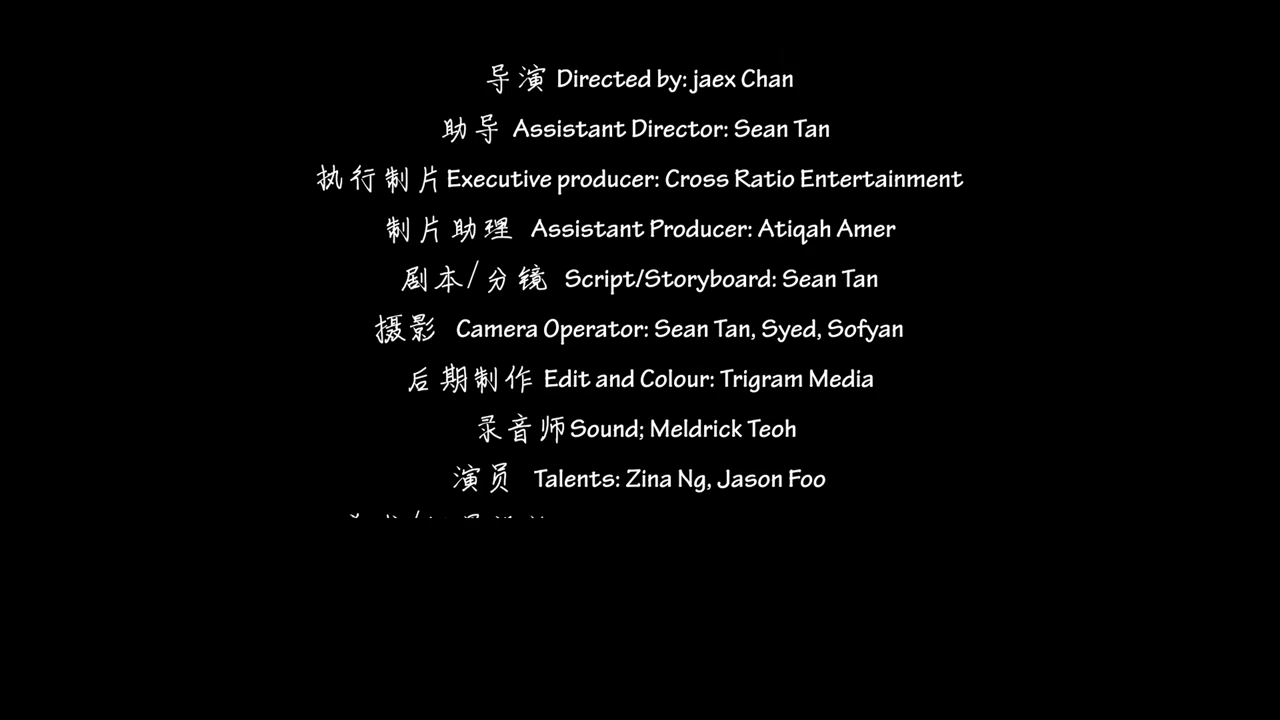 导演 Directed by: jaex Chan
助导 Assistant Director: Sean Tan
执行制片 Executive producer: Cross Ratio Entertainment
制片助理 Assistant Producer: Atiqah Amer
剧本/分镜 Script/Storyboard: Sean Tan
摄影 Camera Operator: Sean Tan, Syed, Sofyan
后期制作 Edit and Colour: Trigram Media
录音师 Sound; Meldrick Teoh
演员 Talents: Zina Ng, Jason Foo